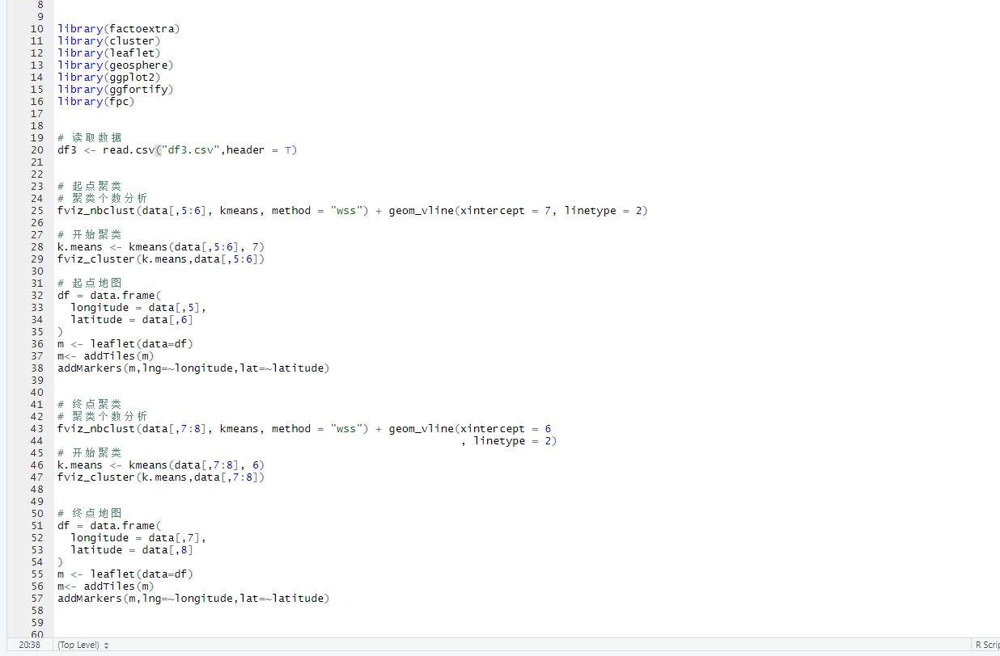 8
9
10 library(factoextra)
11 library(cluster)
12 library(leaflet)
13 library(geosphere)
14 library(ggplot2)
15 library(ggfortify)
16 library(fpc)
17
18
19 # 读取数据
20 df3 <- read.csv("df3.csv",header = T)
21
22
23 # 起点聚类
24 # 聚类个数分析
25 fviz_nbclust(data[,5:6], kmeans, method = "wss") + geom_vline(xintercept = 7, linetype = 2)
26
27 # 开始聚类
28 k.means <- kmeans(data[,5:6], 7)
29 fviz_cluster(k.means,data[,5:6])
30
31 # 起点地图
32 df = data.frame(
33   longitude = data[,5],
34   latitude = data[,6]
35 )
36 m <- leaflet(data=df)
37 m<- addTiles(m)
38 addMarkers(m,lng=~longitude,lat=~latitude)
39
40
41 # 终点聚类
42 # 聚类个数分析
43 fviz_nbclust(data[,7:8], kmeans, method = "wss") + geom_vline(xintercept = 6
44                                                               , linetype = 2)
45 # 开始聚类
46 k.means <- kmeans(data[,7:8], 6)
47 fviz_cluster(k.means,data[,7:8])
48
49
50 # 终点地图
51 df = data.frame(
52   longitude = data[,7],
53   latitude = data[,8]
54 )
55 m <- leaflet(data=df)
56 m<- addTiles(m)
57 addMarkers(m,lng=~longitude,lat=~latitude)
58
59
60
20:38 (Top Level) R Scrip